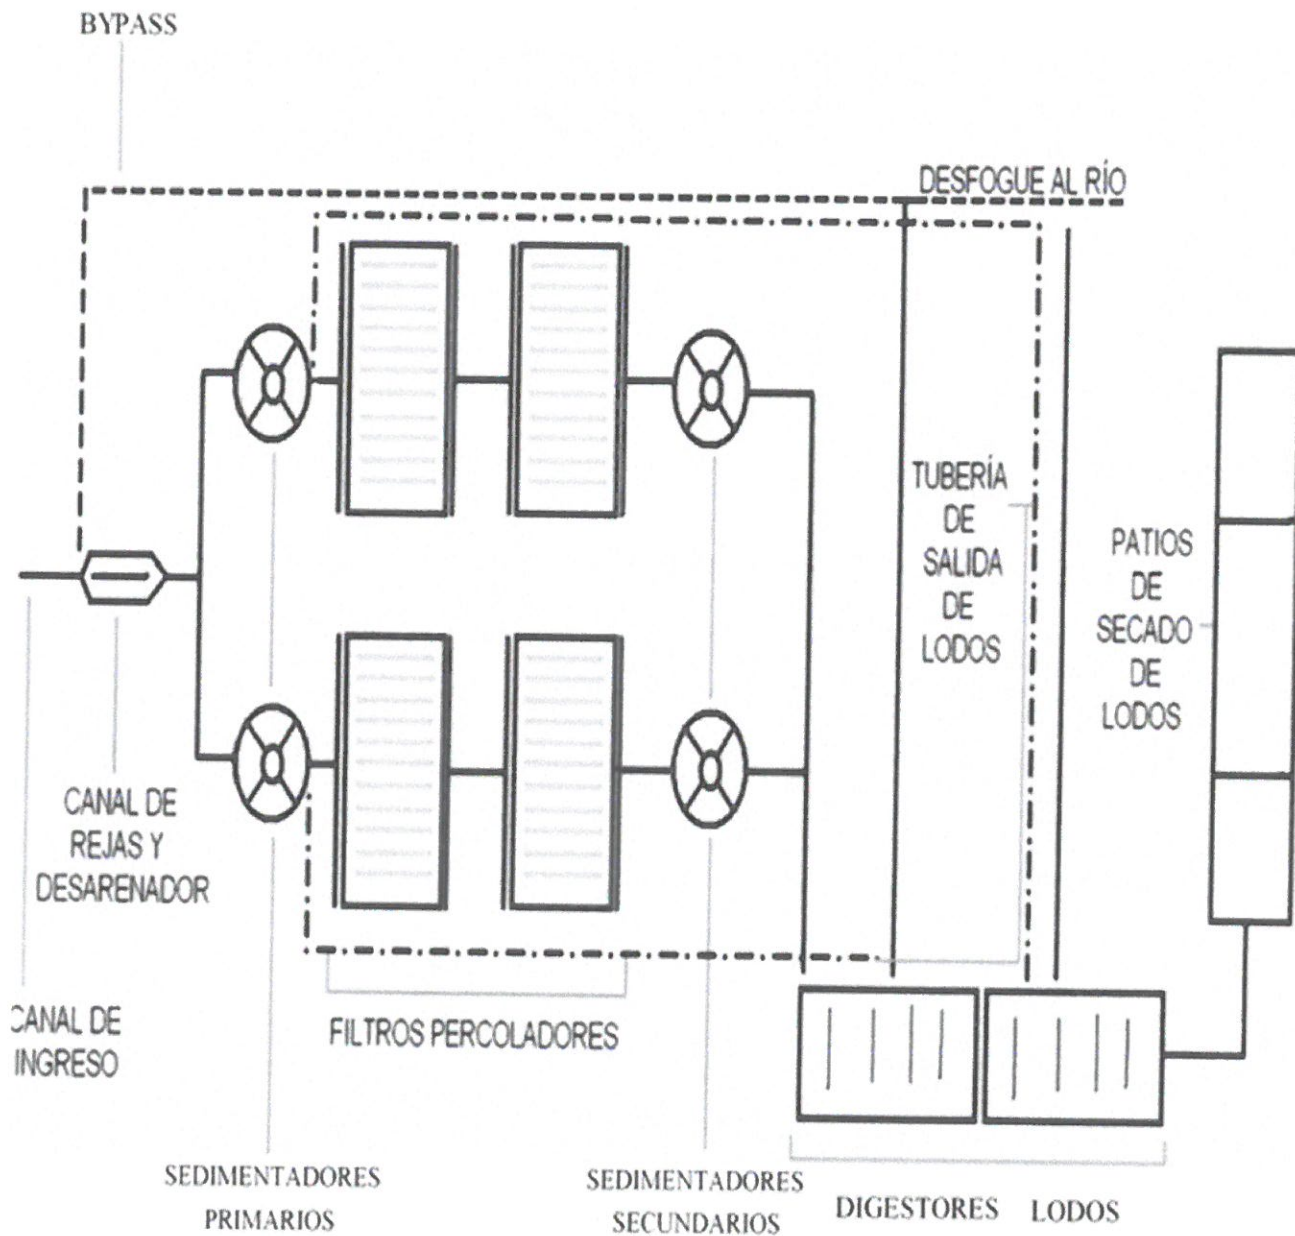 BYPASS
DESFOGUE AL RÍO
TUBERÍA
DE
SALIDA
DE
LODOS
PATIOS
DE
SECADO
DE
LODOS
CANAL DE
REJAS Y
DESARENADOR
CANAL DE
INGRESO
FILTROS PERCOLADORES
SEDIMENTADORES
PRIMARIOS
SEDIMENTADORES
SECUNDARIOS
DIGESTORES LODOS